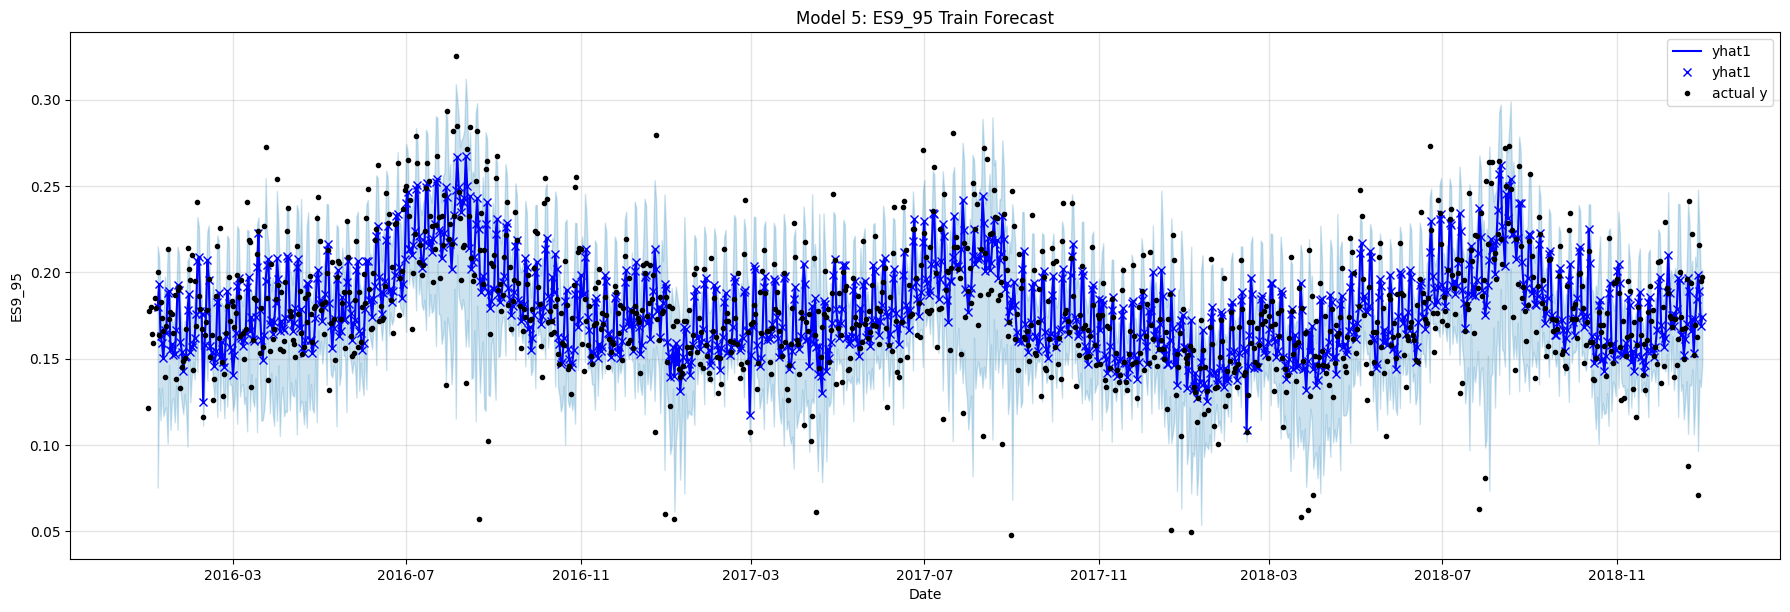 Model 5: ES9_95 Train Forecast
yhat1
yhat1
actual y
0.30
0.25
0.20
0.15
0.10
0.05
ES9_95
2016-03 2016-07 2016-11 2017-03 2017-07 2017-11 2018-03 2018-07 2018-11
Date